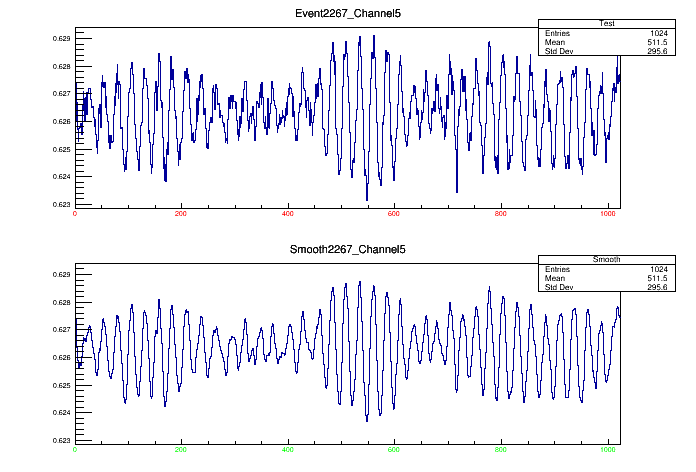 Event2267_Channel5
Test
Entries 1024
Mean 511.5
Std Dev 295.6
0.629
0.628
0.627
0.626
0.625
0.624
0.623
0 200 400 600 800 1000
Smooth2267_Channel5
Smooth
Entries 1024
Mean 511.5
Std Dev 295.6
0.629
0.628
0.627
0.626
0.625
0.624
0.623
0 200 400 600 800 1000